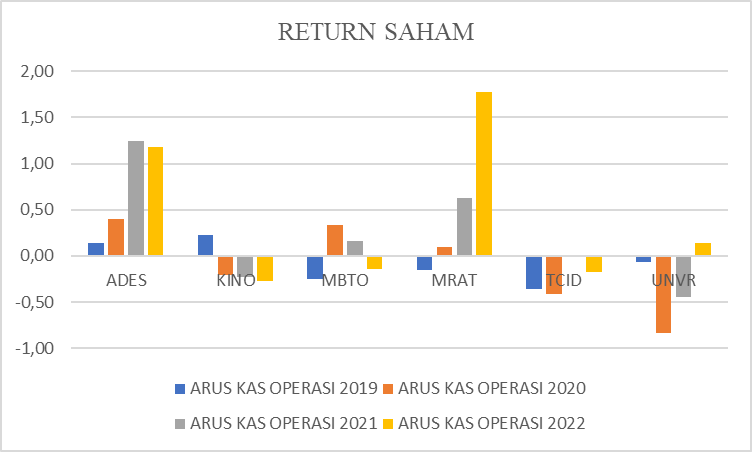 RETURN SAHAM
2,00
1,50
1,00
0,50
0,00
-0,50
-1,00
ADES KINO MBTO MRAT TCID UNVR
ARUS KAS OPERASI 2019 ARUS KAS OPERASI 2020
ARUS KAS OPERASI 2021 ARUS KAS OPERASI 2022